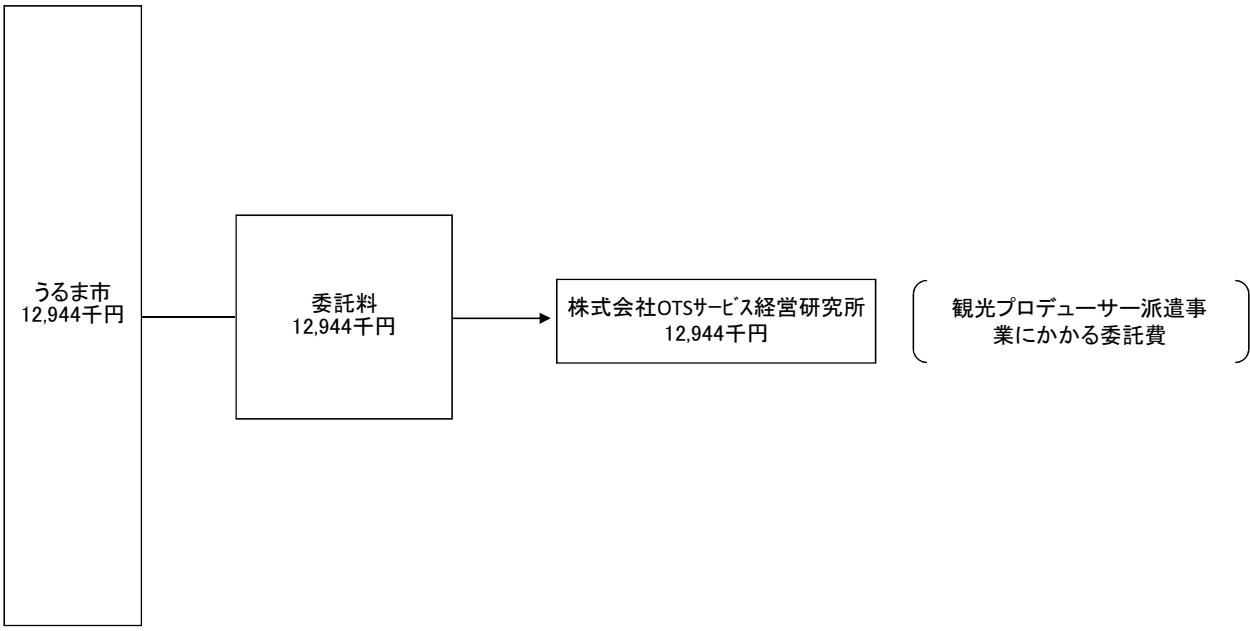 うるま市
12,944千円
委託料
12,944千円
株式会社OTSｻｰﾋﾞｽ経営研究所
12,944千円
観光プロデューサー派遣事
業にかかる委託費